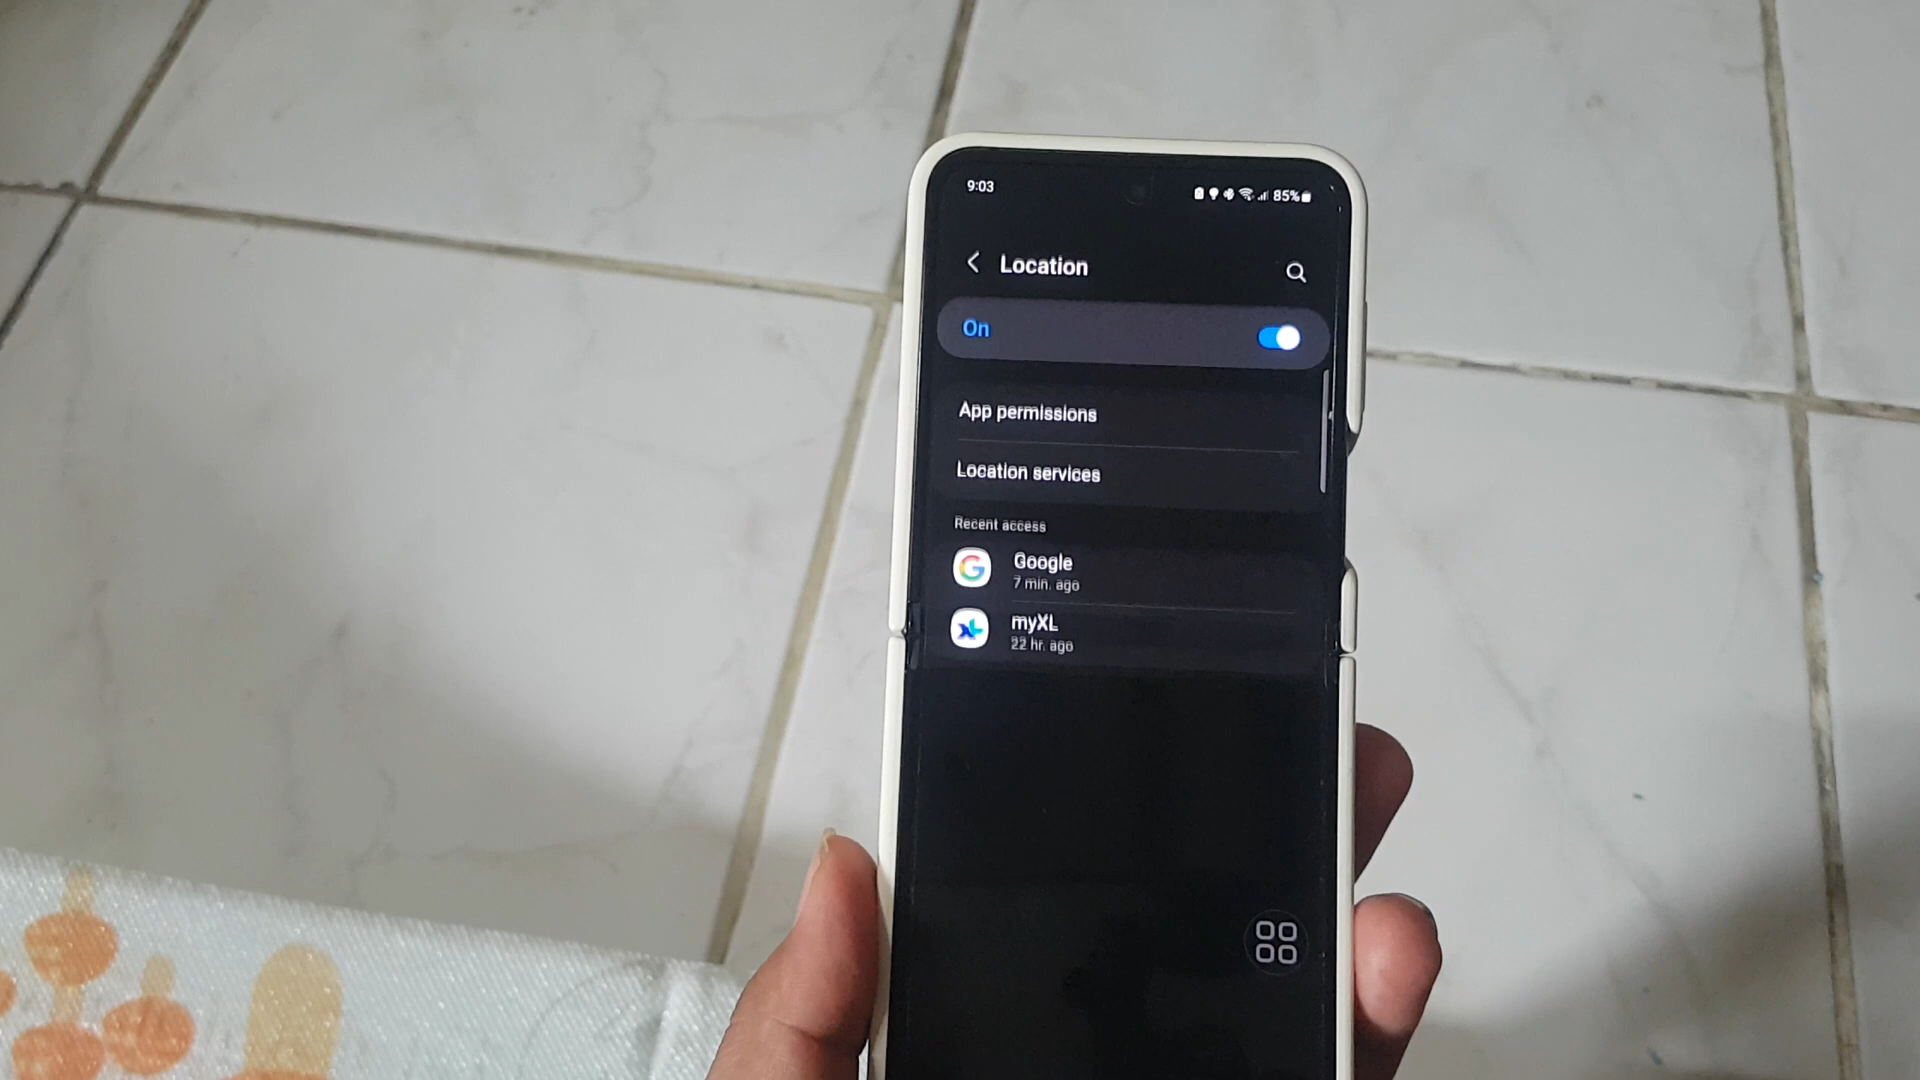 9:03
85%
Location
On
App permissions
Location services
Recent access
Google
7 min. ago
myXL
22 hr. ago